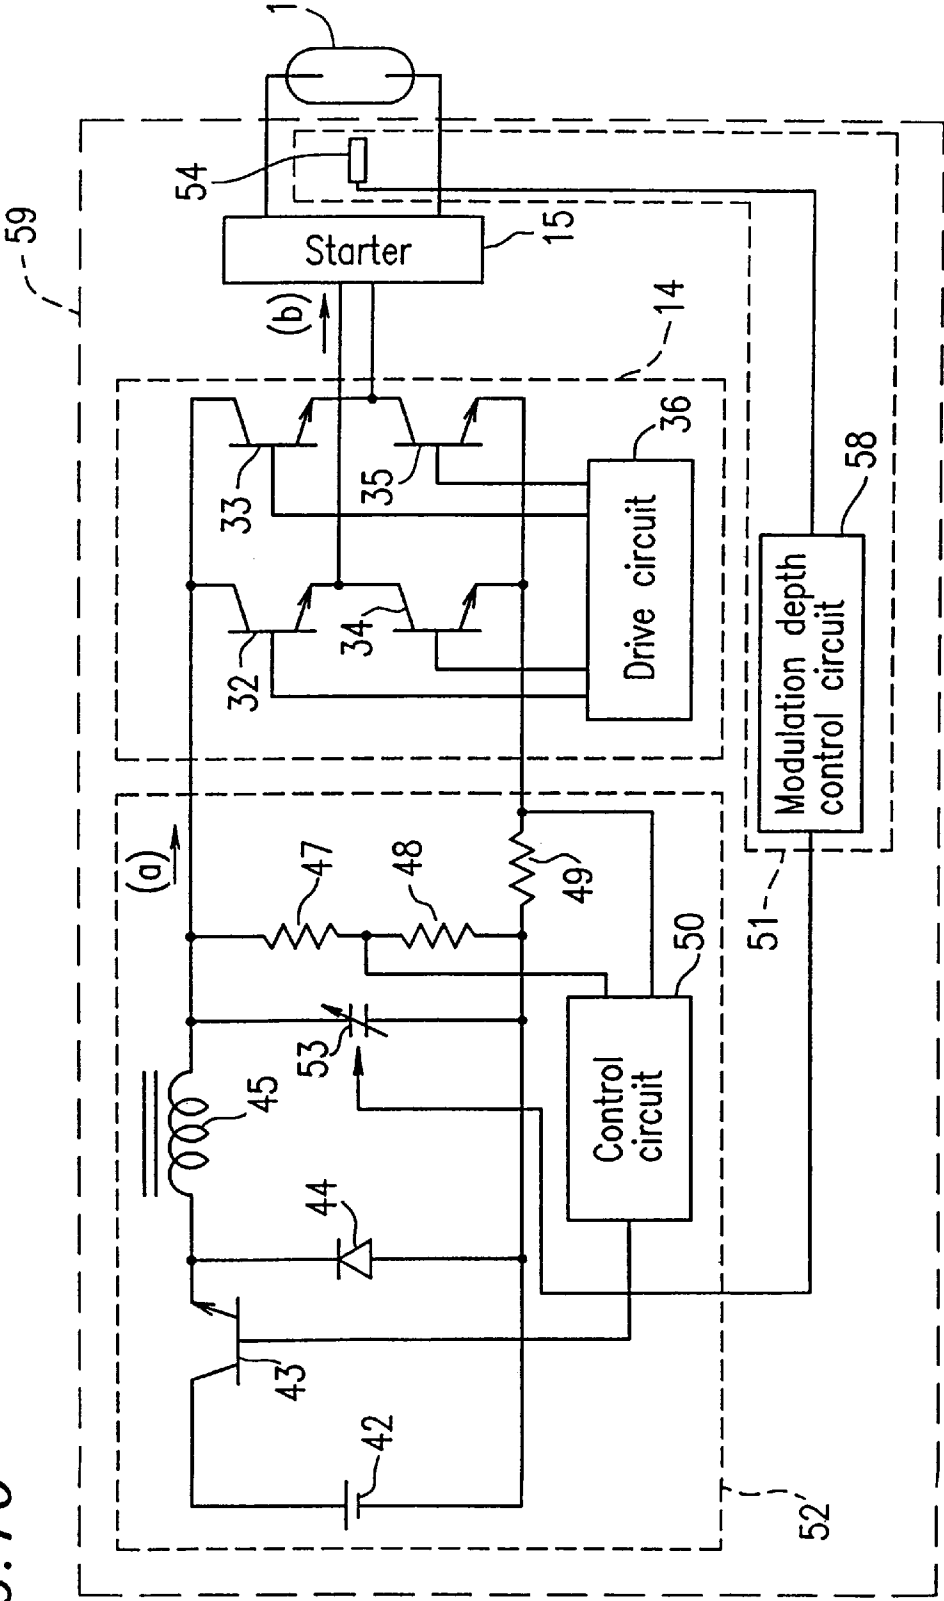 59
(a)
54
1
33
32
45
(b)
43
44
53
47
34
35
42
48
Starter
15
49
Control
circuit
Drive circuit
14
36
50
51
Modulation depth
control circuit
52
58